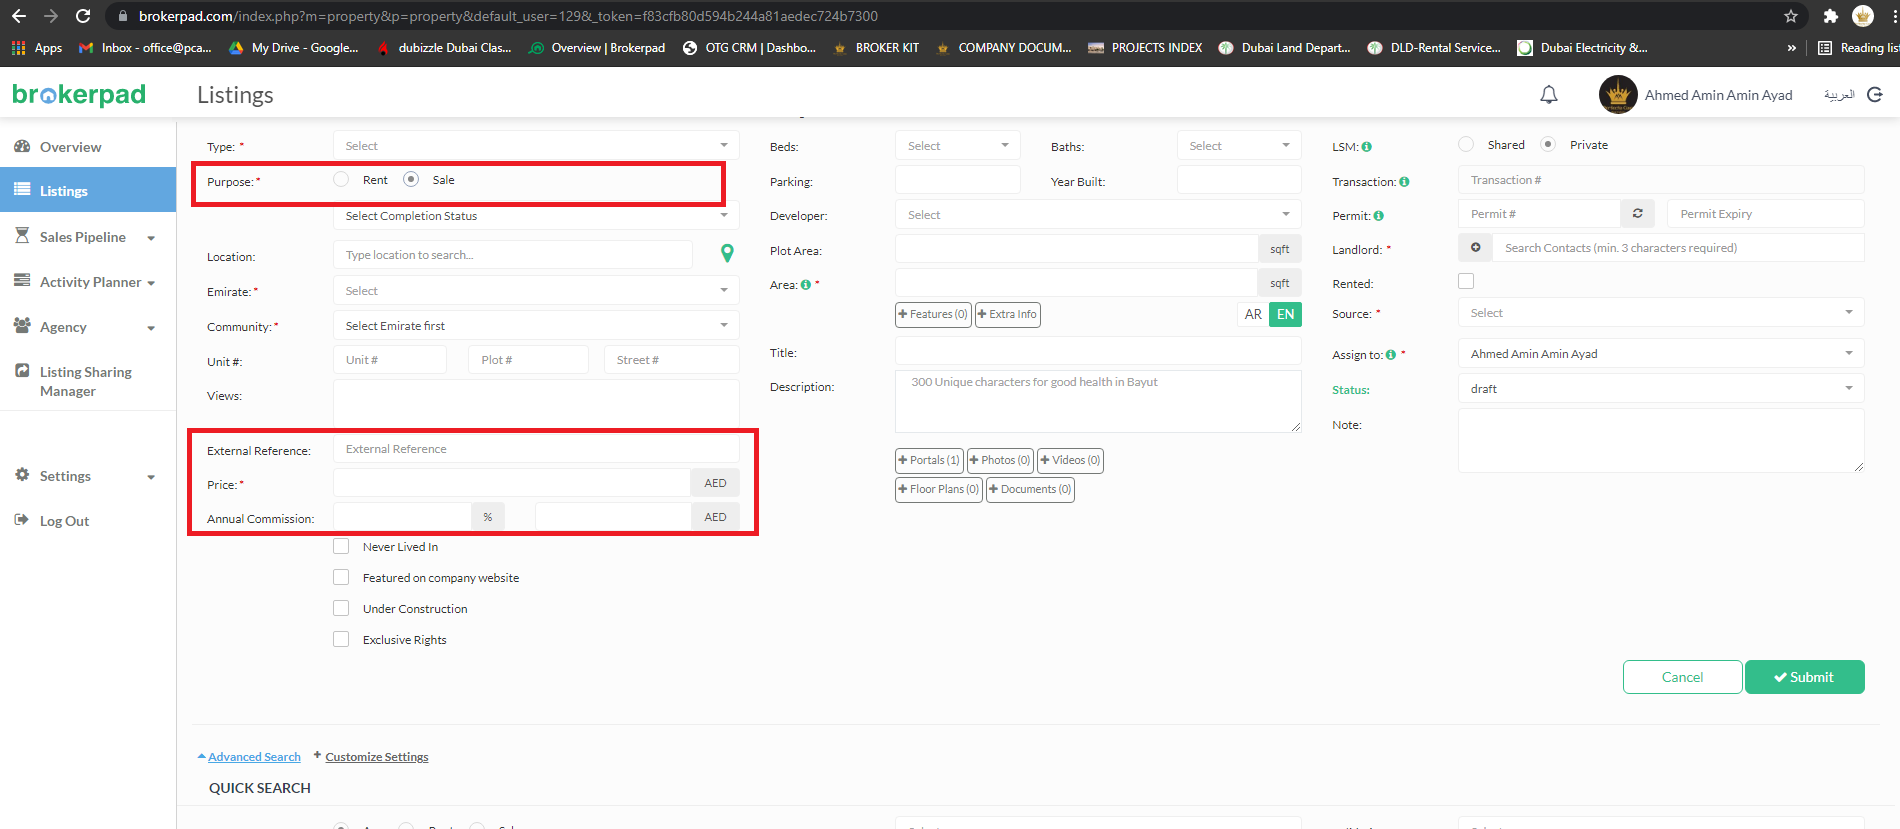 brokerpad.com/index.php?m=property&p=property&default_user=129&_token=f83cfb80d594b244a81aedec724b7300
Apps
Inbox - office@pca...
My Drive - Google...
dubizzle Dubai Clas...
Overview | Brokerpad
OTG CRM | Dashbo...
BROKER KIT
COMPANY DOCUM...
PROJECTS INDEX
Dubai Land Depart...
DLD-Rental Service...
Dubai Electricity &...
»
Reading lis
brokerpad
Listings
Ahmed Amin Amin Ayad
العربية
Overview
Listings
Sales Pipeline
Activity Planner
Agency
Listing Sharing
Manager
Settings
Log Out
Type: *
Select
Purpose: *
Rent
Sale
Select Completion Status
Location:
Type location to search...
Emirate: *
Select
Community: *
Select Emirate first
Unit #:
Unit #
Plot #
Street #
Views:
External Reference:
External Reference
Price: *
AED
Annual Commission:
%
AED
Never Lived In
Featured on company website
Under Construction
Exclusive Rights
Beds:
Select
Baths:
Select
Parking:
Year Built:
Developer:
Select
Plot Area:
sqft
Area: *
sqft
+ Features (0)
+ Extra Info
AR
EN
Title:
Description:
300 Unique characters for good health in Bayut
+ Portals (1)
+ Photos (0)
+ Videos (0)
+ Floor Plans (0)
+ Documents (0)
LSM:
Shared
Private
Transaction:
Transaction #
Permit:
Permit #
Permit Expiry
Landlord: *
Search Contacts (min. 3 characters required)
Rented:
Source: *
Select
Assign to: *
Ahmed Amin Amin Ayad
Status:
draft
Note:
Cancel
Submit
Advanced Search
+ Customize Settings
QUICK SEARCH